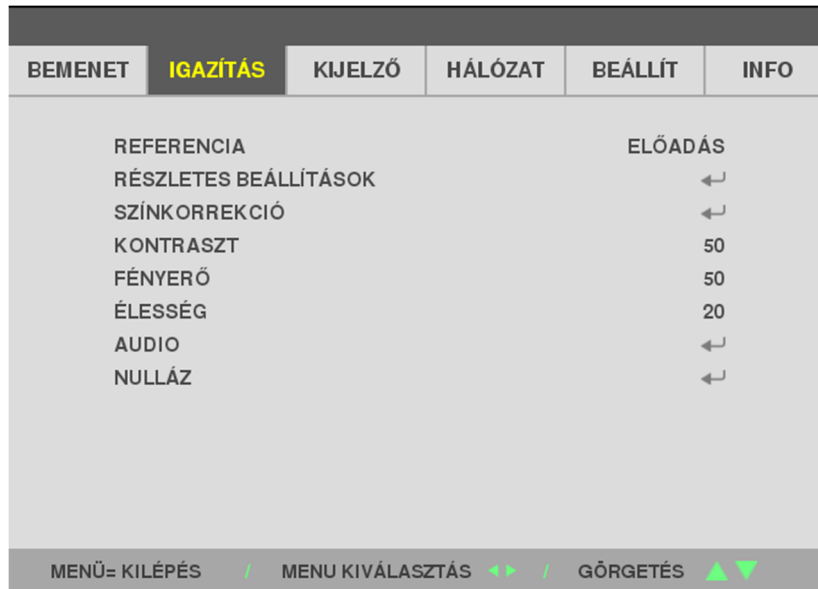 BEMENET IGAZÍTÁS KIJELZŐ HÁLÓZAT BEÁLLÍT INFO
REFERENCIA ELŐADÁS
RÉSZLETES BEÁLLÍTÁSOK
SZÍNKORREKCIÓ
KONTRASZT 50
FÉNYERŐ 50
ÉLESSÉG 20
AUDIO
NULLÁZ
MENÜ= KILÉPÉS / MENU KIVÁLASZTÁS / GÖRGETÉS